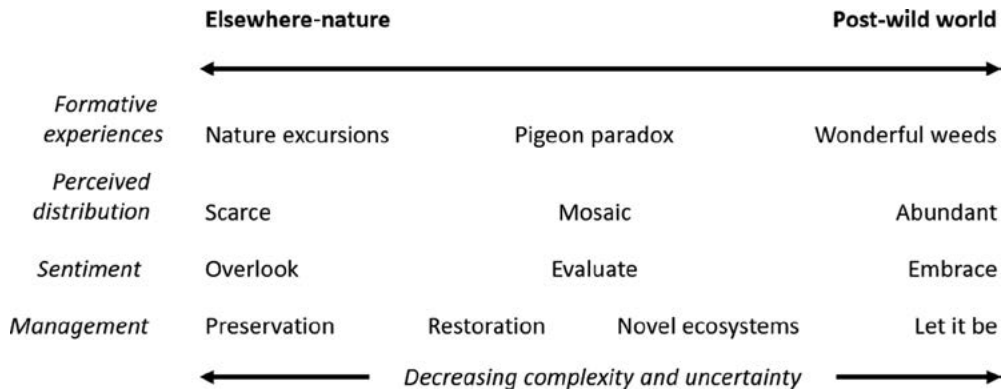 Elsewhere-nature Post-wild world
Formative
experiences Nature excursions Pigeon paradox Wonderful weeds
Perceived
distribution Scarce Mosaic Abundant
Sentiment Overlook Evaluate Embrace
Management Preservation Restoration Novel ecosystems Let it be
Decreasing complexity and uncertainty